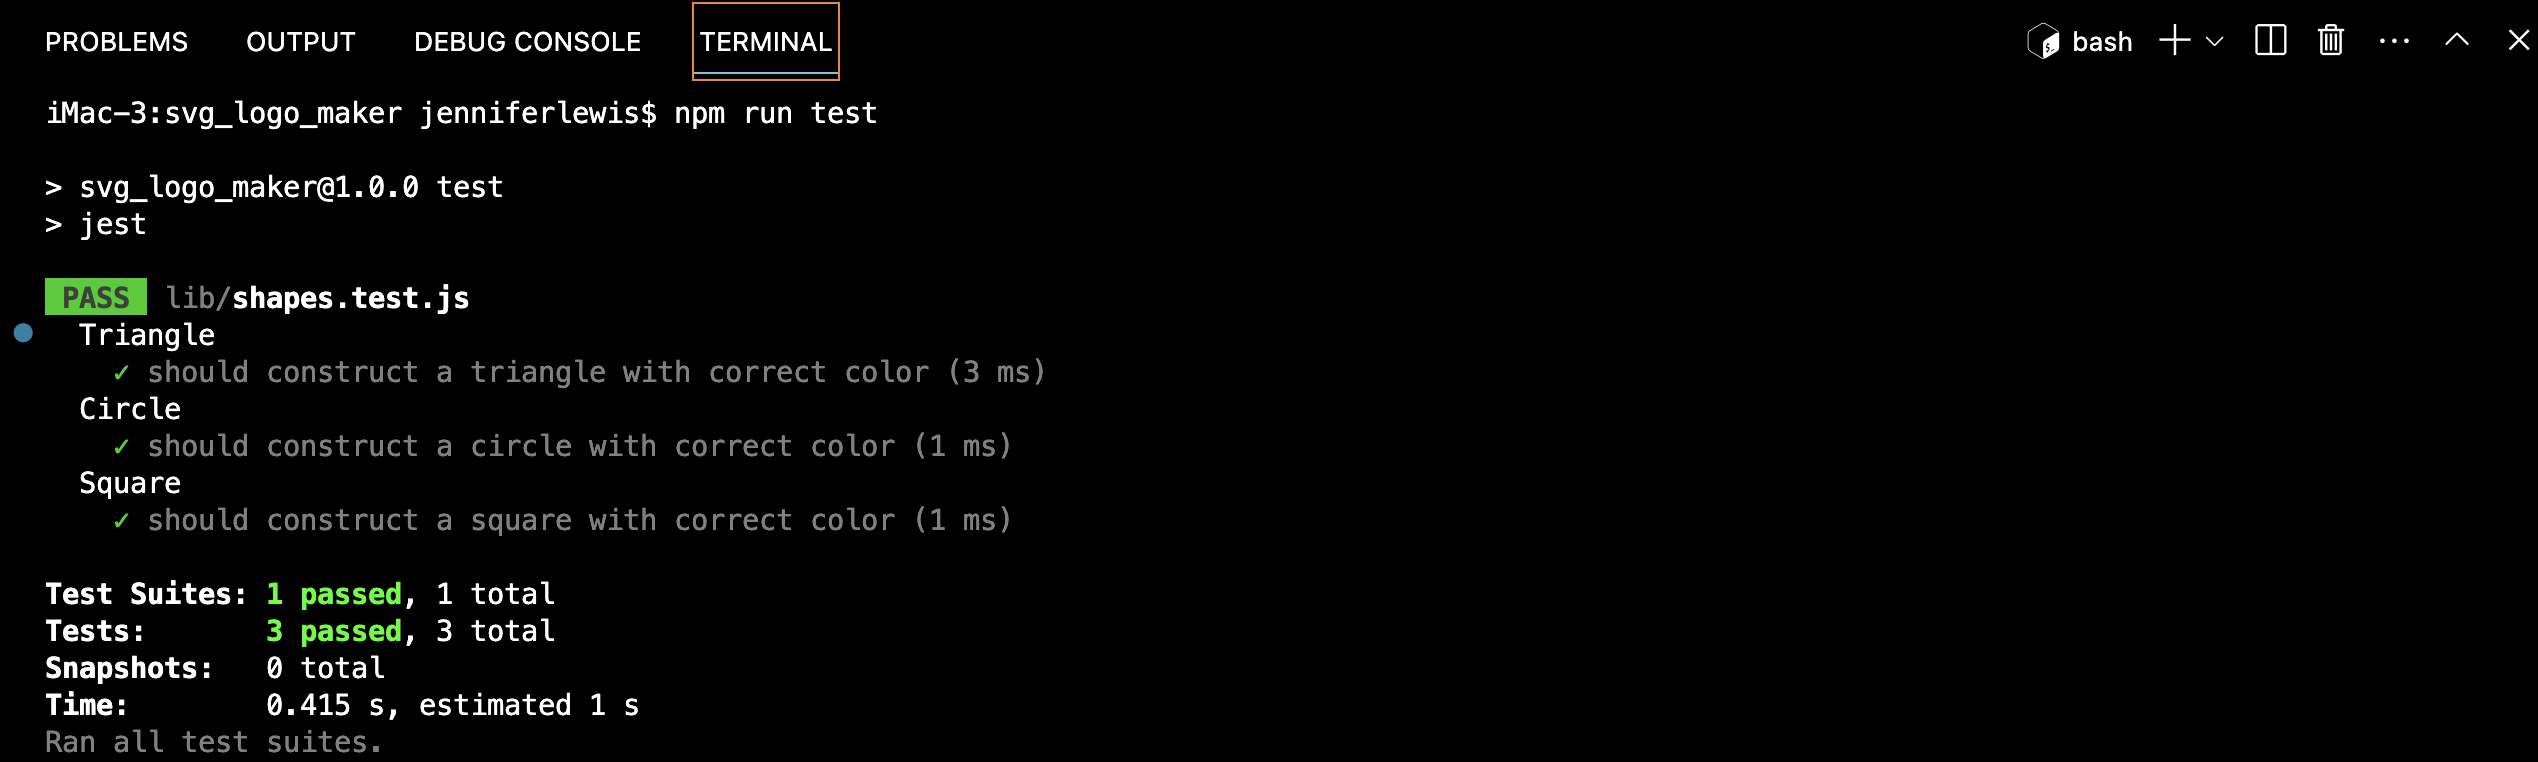 PROBLEMS OUTPUT DEBUG CONSOLE TERMINAL bash
iMac-3:svg_logo_maker jenniferlewis$ npm run test
> svg_logo_maker@1.0.0 test
> jest
PASS lib/shapes.test.js
Triangle
✓ should construct a triangle with correct color (3 ms)
Circle
✓ should construct a circle with correct color (1 ms)
Square
✓ should construct a square with correct color (1 ms)
Test Suites: 1 passed, 1 total
Tests: 3 passed, 3 total
Snapshots: 0 total
Time: 0.415 s, estimated 1 s
Ran all test suites.